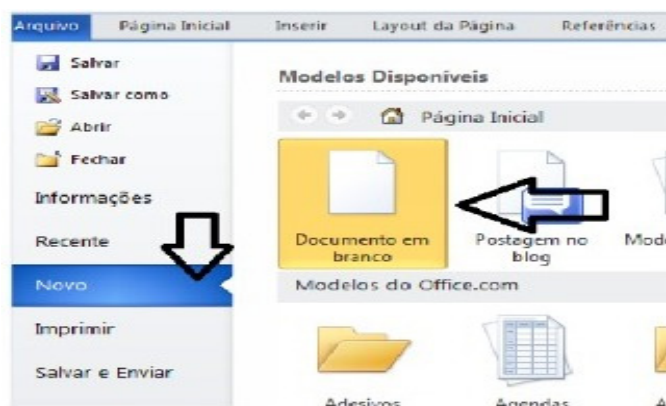 Arquivo Página Inicial Inserir Layout da Página Referências
Salvar
Salvar como
Abrir
Fechar
Informações
Recente
Novo
Imprimir
Salvar e Enviar
Modelos Disponíveis
Página Inicial
Documento em
branco
Postagem no
blog
Mode
Modelos do Office.com
Adesivos
Agendas
A